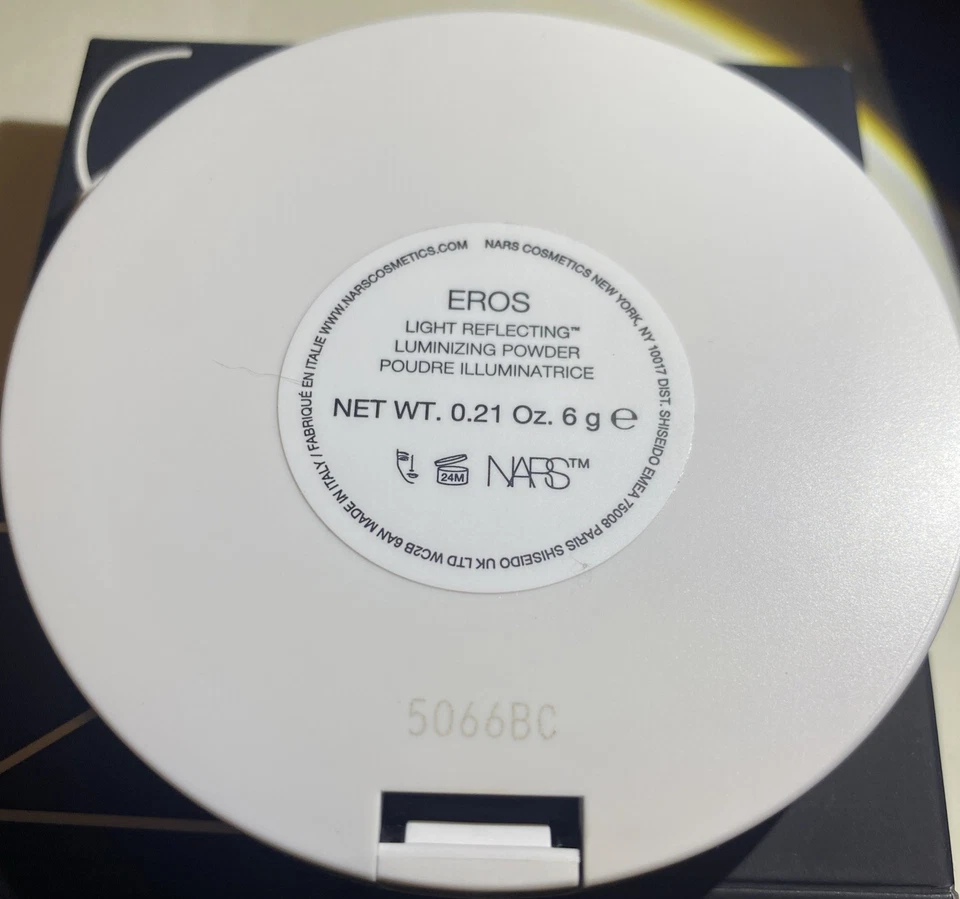 WWW.NARSCOSMETICS.COM NARS COSMETICS NEW YORK, NY 10017 DIST. SHISEIDO EMEA 75008 PARIS SHISEIDO UK LTD WC2B 6AN MADE IN ITALY / FABRIQUÉ EN ITALIE
EROS
LIGHT REFLECTING™
LUMINIZING POWDER
POUDRE ILLUMINATRICE
NET WT. 0.21 Oz. 6 g ℮
24M NARS™
5066BC